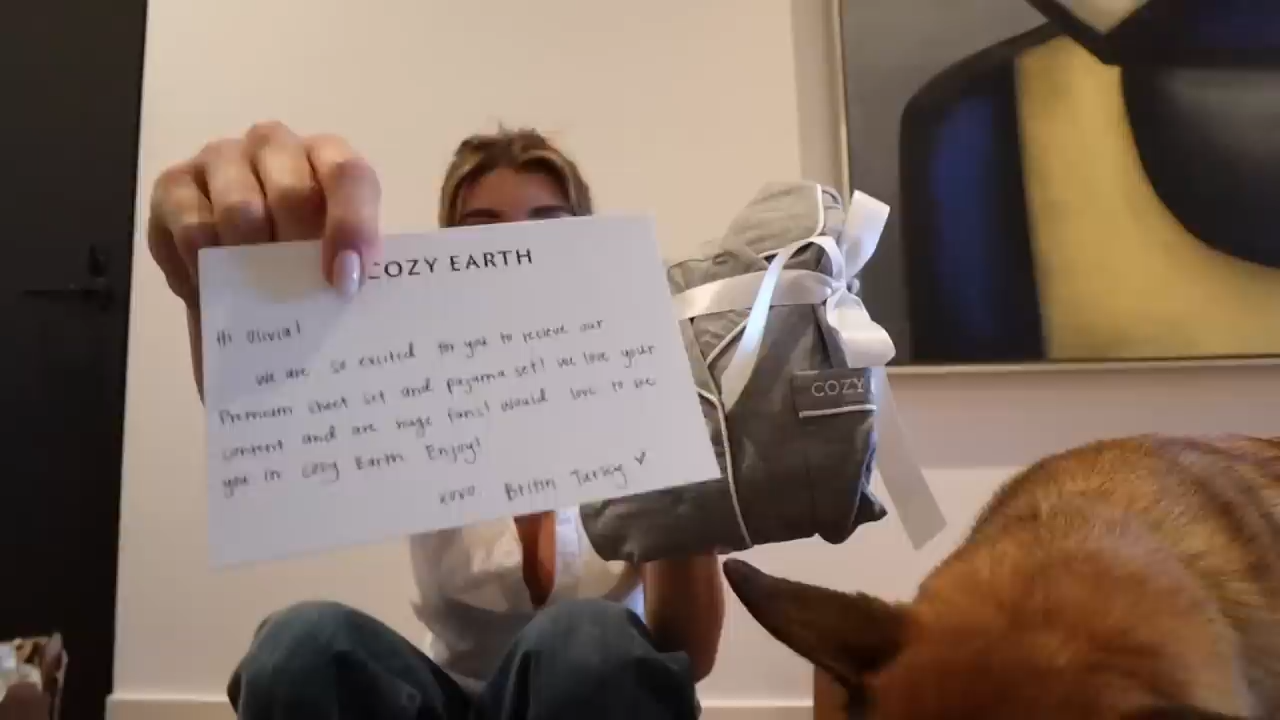 COZY EARTH
Hi Olivia!
We are so excited for you to recieve our
Premium sheet set and pajama set! We love your
content and are huge fans! Would love to see
you in Cozy Earth Enjoy!
xoxo
COZY